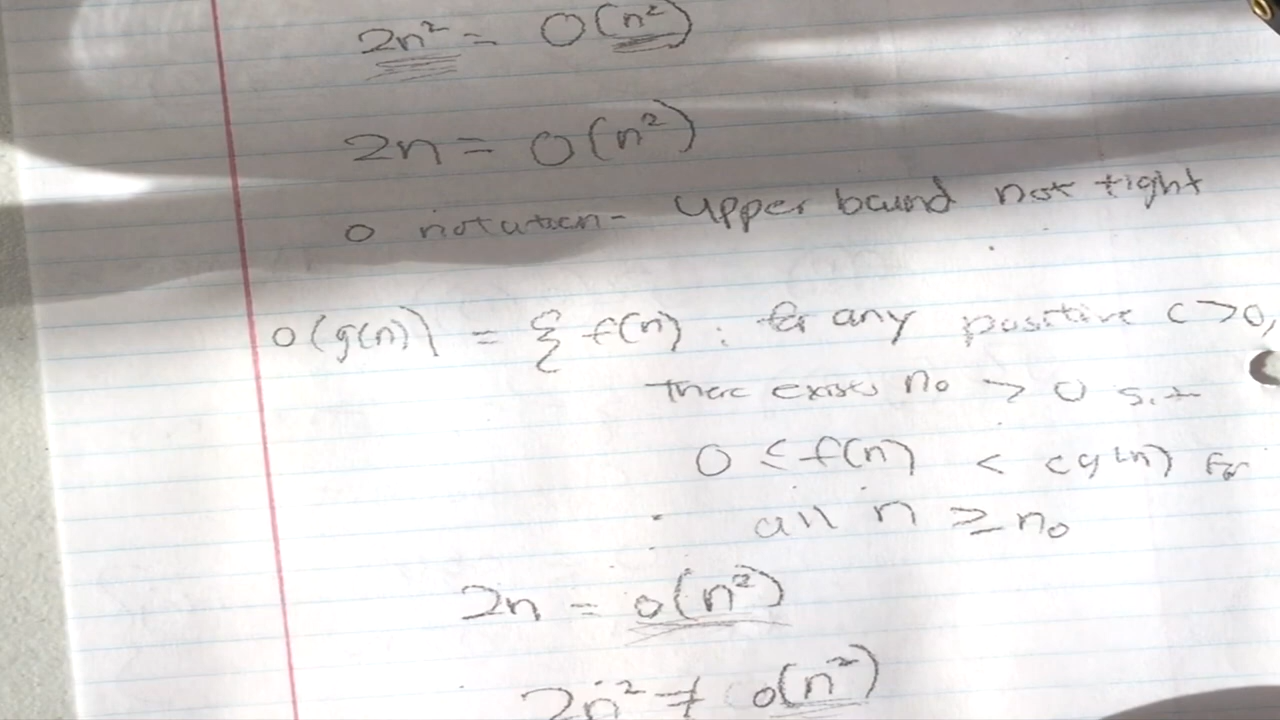 2n² = O(n²)
2n = O(n²)
o notation - Upper bound not tight
o(g(n)) = { f(n) : for any positive c > 0,
there exists n₀ > 0 s.t
0 ≤ f(n) < cg(n) for
all n ≥ n₀
2n = o(n²)
2n² ≠ o(n²)